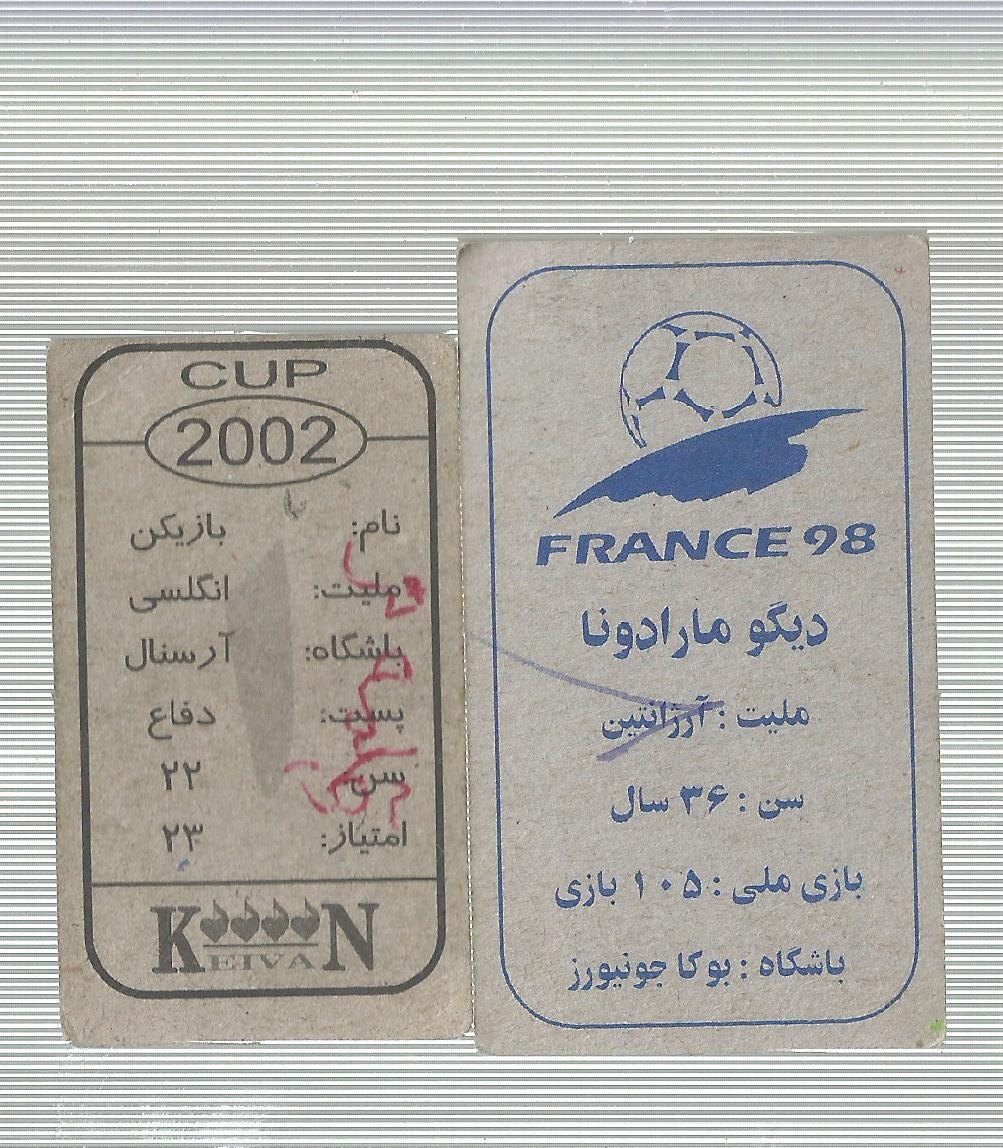 CUP
2002
نام: بازیکن
ملیت: انگلسی
باشگاه: آرسنال
پست: دفاع
سن: ۲۲
امتیاز: ۲۳
KEIVAN
FRANCE 98
دیگو مارادونا
ملیت : آرژانتین
سن : ۳۶ سال
بازی ملی : ۱۰۵ بازی
باشگاه : بوکا جونیورز